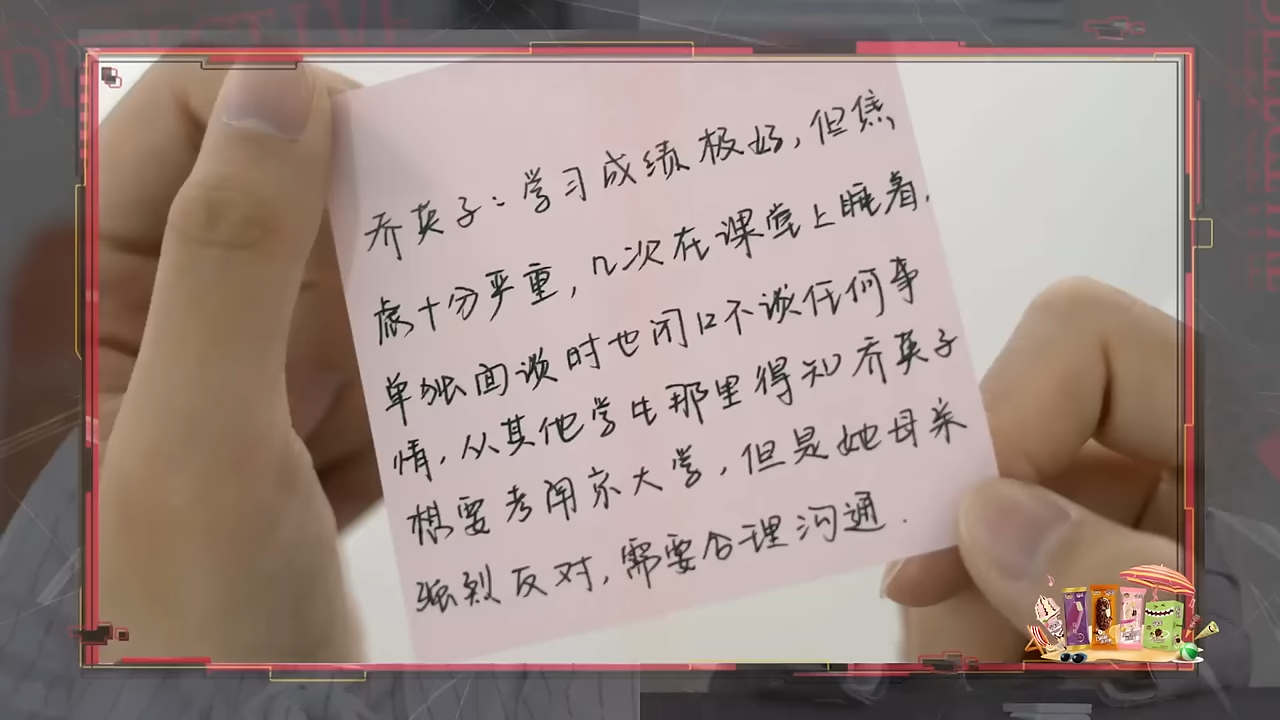 乔英子：学习成绩极好，但焦
虑十分严重，几次在课堂上睡着，
单独面谈时也闭口不谈任何事
情，从其他学生那里得知乔英子
想要考南京大学，但是她母亲
强烈反对，需要合理沟通．